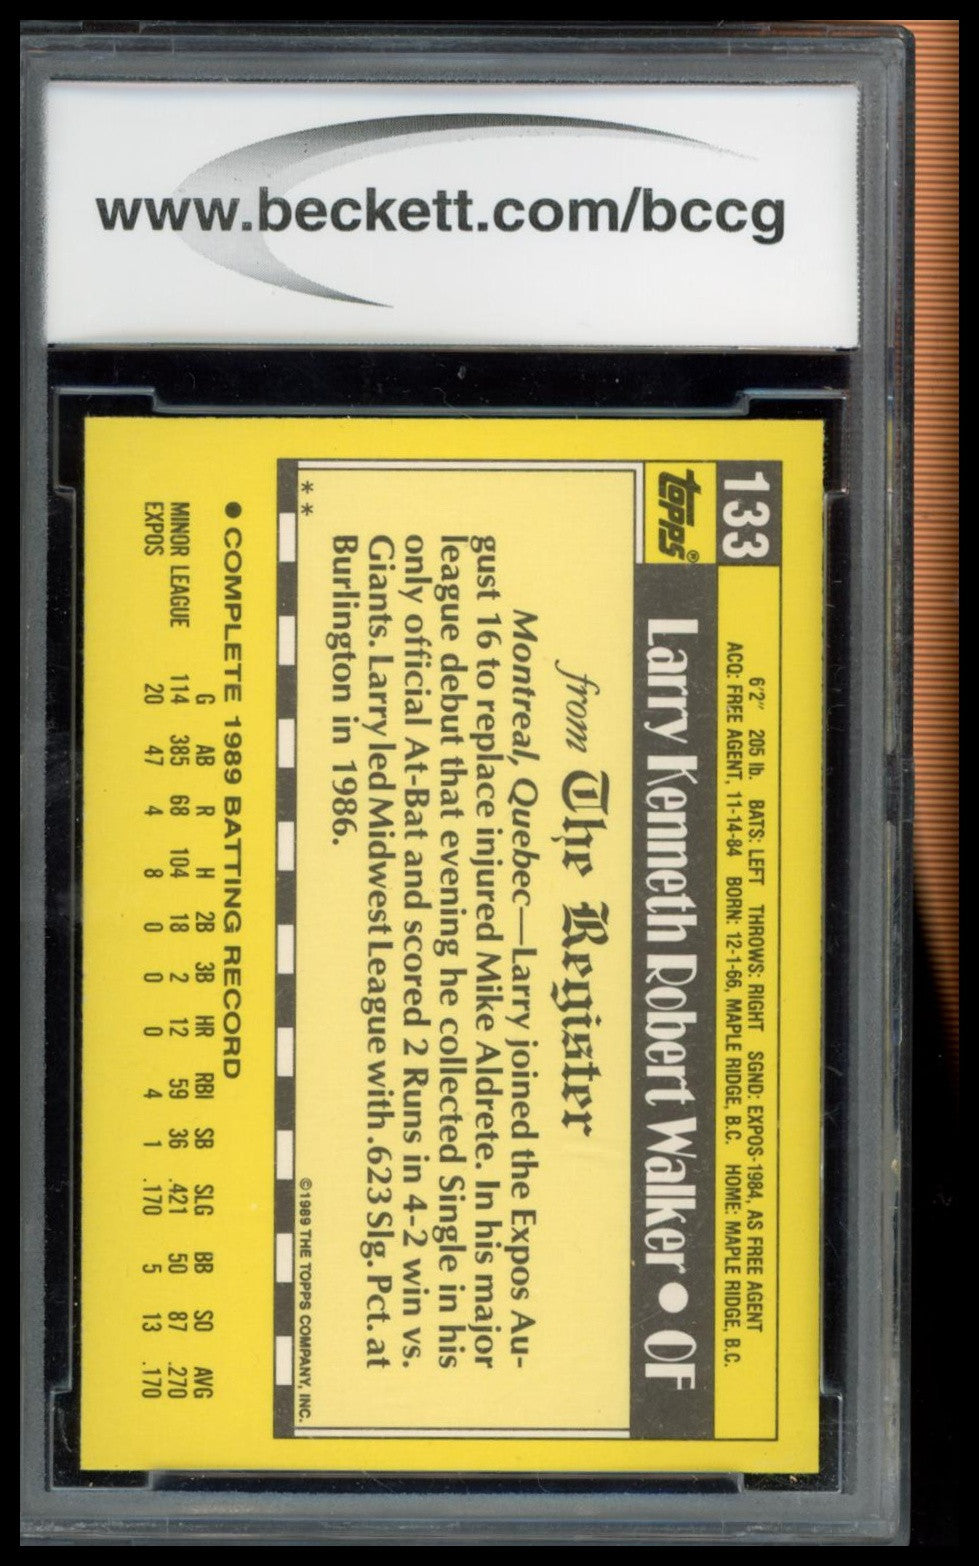 www.beckett.com/bccg
133
6'2" 205 lb. BATS: LEFT THROWS: RIGHT SGND: EXPOS-1984, AS FREE AGENT
ACQ: FREE AGENT, 11-14-84 BORN: 12-1-66, MAPLE RIDGE, B.C. HOME: MAPLE RIDGE, B.C.
TOPPS®
Larry Kenneth Robert Walker ● OF
from The Register
Montreal, Quebec—Larry joined the Expos Au-
gust 16 to replace injured Mike Aldrete. In his major
league debut that evening he collected Single in his
only official At-Bat and scored 2 Runs in 4-2 win vs.
Giants. Larry led Midwest League with .623 Slg. Pct. at
Burlington in 1986.
** ©1989 THE TOPPS COMPANY, INC.
● COMPLETE 1989 BATTING RECORD
G AB R H 2B 3B HR RBI SB SLG BB SO AVG
MINOR LEAGUE 114 385 68 104 18 2 12 59 36 .421 50 87 .270
EXPOS 20 47 4 8 0 0 0 4 1 .170 5 13 .170